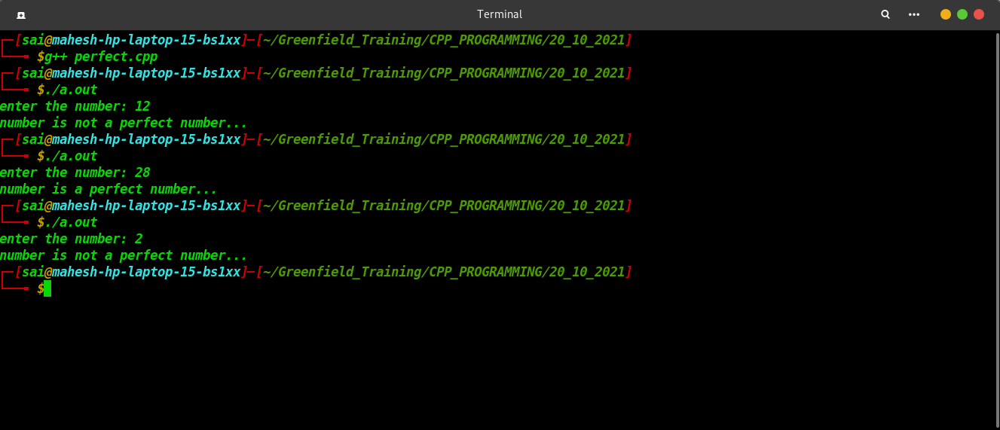 Terminal
[sai@mahesh-hp-laptop-15-bs1xx]-[~/Greenfield_Training/CPP_PROGRAMMING/20_10_2021]
$g++ perfect.cpp
[sai@mahesh-hp-laptop-15-bs1xx]-[~/Greenfield_Training/CPP_PROGRAMMING/20_10_2021]
$./a.out
enter the number: 12
number is not a perfect number...
[sai@mahesh-hp-laptop-15-bs1xx]-[~/Greenfield_Training/CPP_PROGRAMMING/20_10_2021]
$./a.out
enter the number: 28
number is a perfect number...
[sai@mahesh-hp-laptop-15-bs1xx]-[~/Greenfield_Training/CPP_PROGRAMMING/20_10_2021]
$./a.out
enter the number: 2
number is not a perfect number...
[sai@mahesh-hp-laptop-15-bs1xx]-[~/Greenfield_Training/CPP_PROGRAMMING/20_10_2021]
$